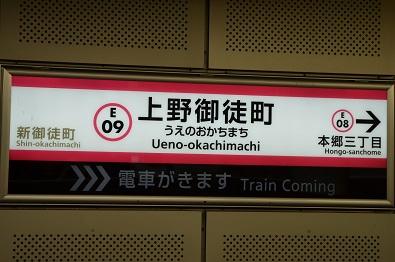 新御徒町
Shin-okachimachi
E
09
上野御徒町
うえのおかちまち
Ueno-okachimachi
E
08
本郷三丁目
Hongo-sanchome
電車がきます Train Coming